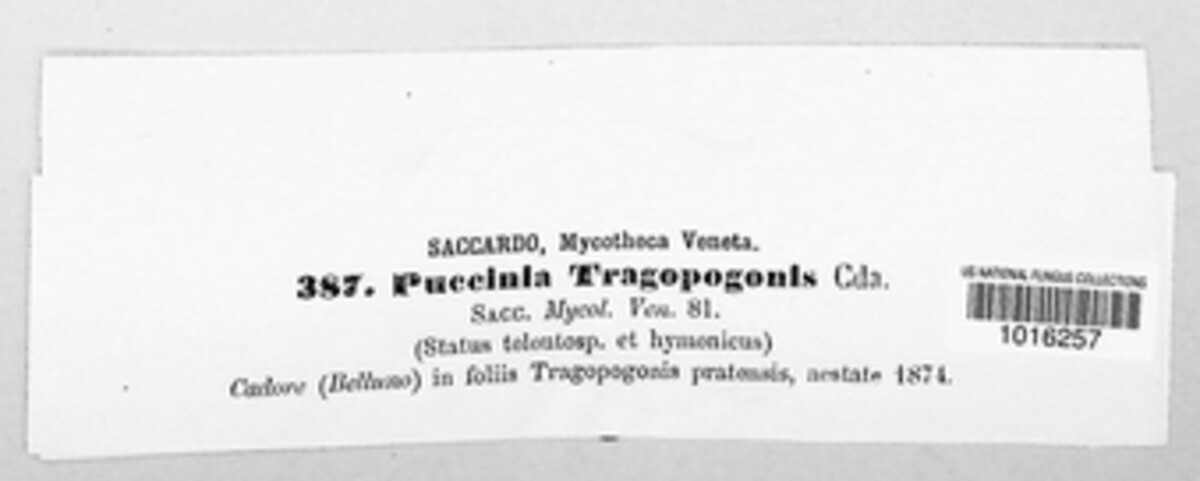 SACCARDO, Mycotheca Veneta.
387. Puccinia Tragopogonis Cda.
SACC. Mycol. Ven. 81.
(Status teleutosp. et hymenicus)
Cadore (Belluno) in foliis Tragopogonis pratensis, aestate 1874.
US NATIONAL FUNGUS COLLECTIONS
1016257